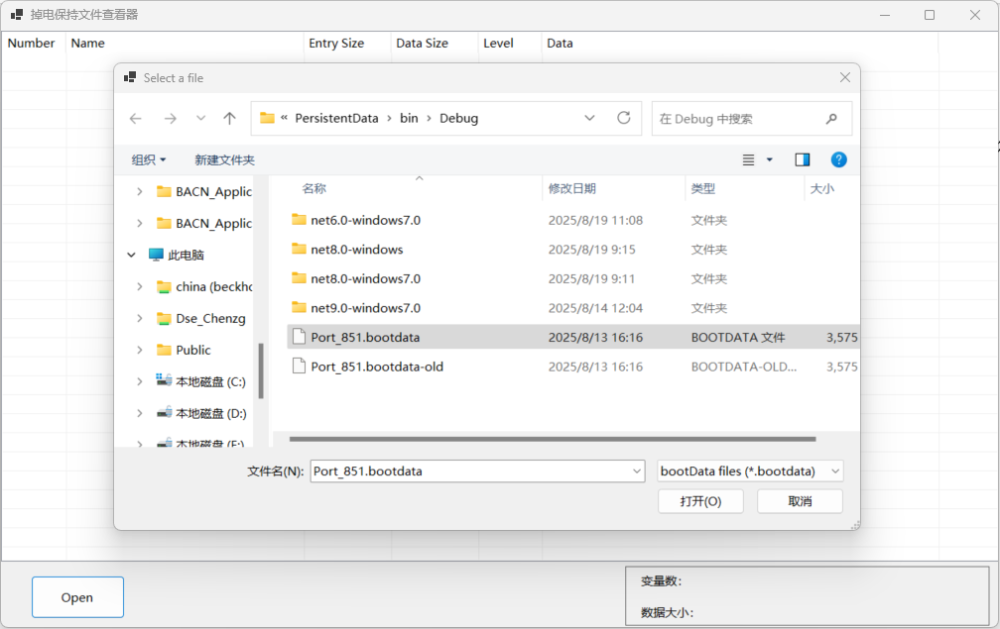 掉电保持文件查看器
Number Name Entry Size Data Size Level Data
Select a file
« PersistentData › bin › Debug
在 Debug 中搜索
组织 新建文件夹
名称 修改日期 类型 大小
BACN_Applic
BACN_Applic
此电脑
china (beckho
Dse_Chenzg
Public
本地磁盘 (C:)
本地磁盘 (D:)
本地磁盘 (E:)
net6.0-windows7.0 2025/8/19 11:08 文件夹
net8.0-windows 2025/8/19 9:15 文件夹
net8.0-windows7.0 2025/8/19 9:11 文件夹
net9.0-windows7.0 2025/8/14 12:04 文件夹
Port_851.bootdata 2025/8/13 16:16 BOOTDATA 文件 3,575
Port_851.bootdata-old 2025/8/13 16:16 BOOTDATA-OLD... 3,575
文件名(N): Port_851.bootdata bootData files (*.bootdata)
打开(O) 取消
Open
变量数:
数据大小: